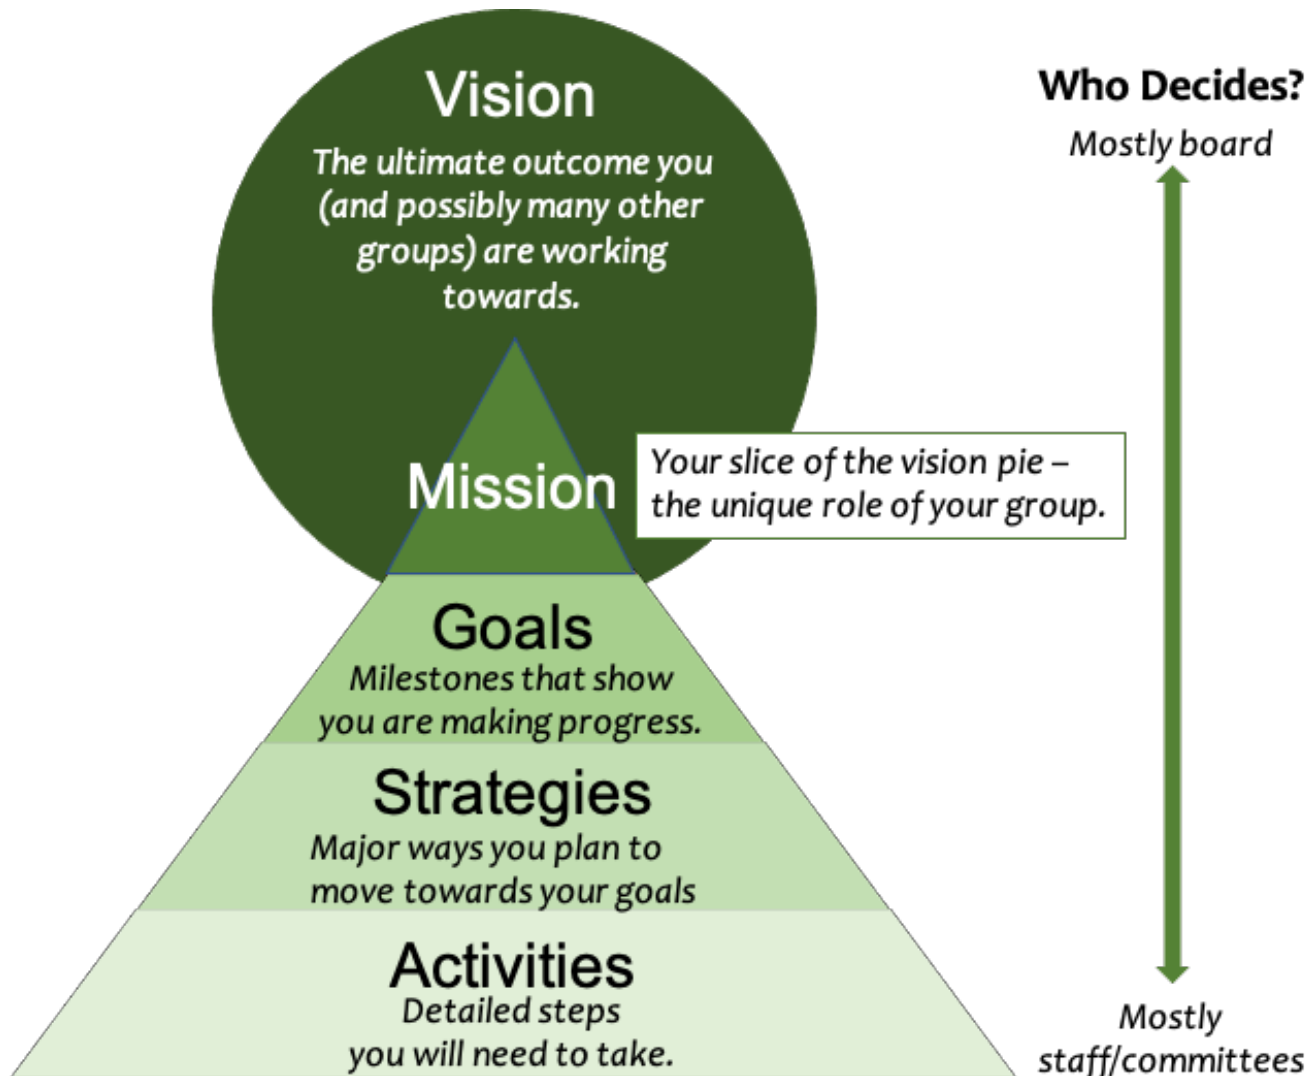 Vision
The ultimate outcome you
(and possibly many other
groups) are working
towards.
Mission
Your slice of the vision pie –
the unique role of your group.
Goals
Milestones that show
you are making progress.
Strategies
Major ways you plan to
move towards your goals
Activities
Detailed steps
you will need to take.
Who Decides?
Mostly board
Mostly
staff/committees